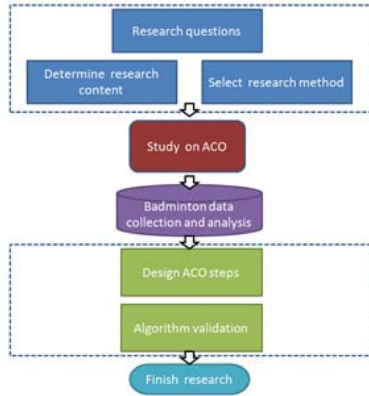 Research questions
Determine research
content
Select research method
Study on ACO
Badminton data
collection and analysis
Design ACO steps
Algorithm validation
Finish research